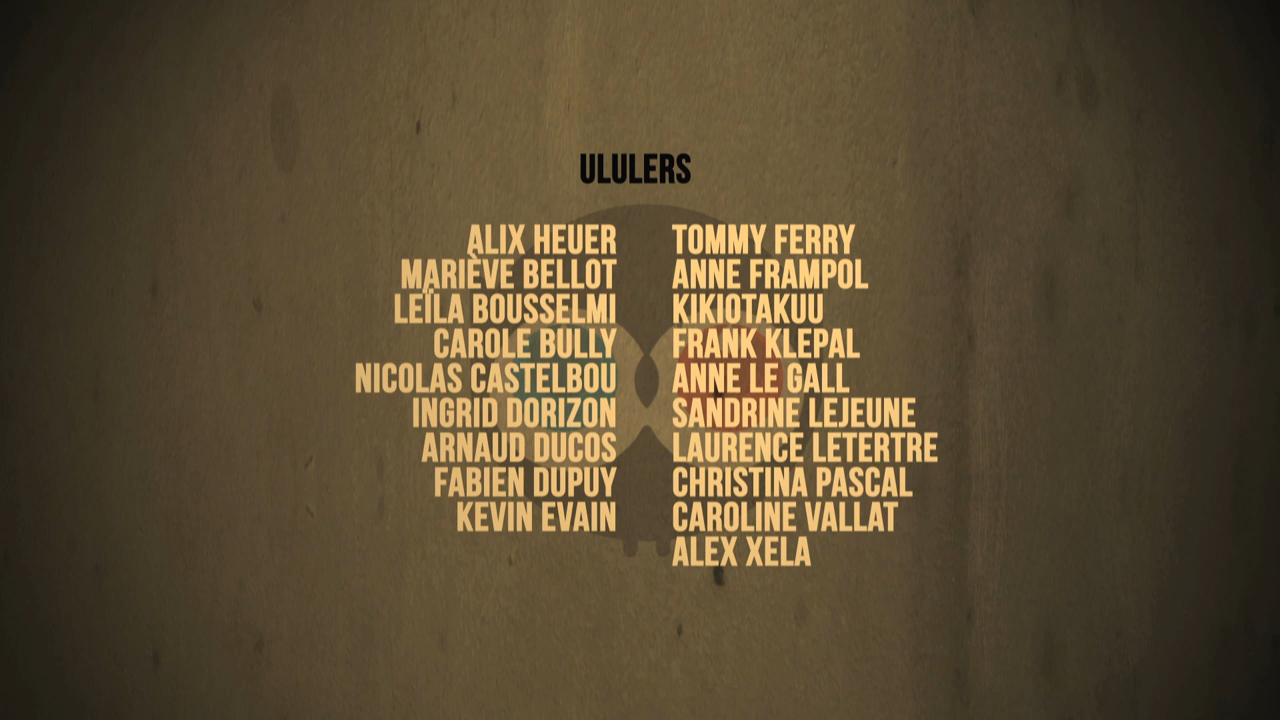 ULULERS
ALIX HEUER
MARIÈVE BELLOT
LEÏLA BOUSSELMI
CAROLE BULLY
NICOLAS CASTELBOU
INGRID DORIZON
ARNAUD DUCOS
FABIEN DUPUY
KEVIN EVAIN
TOMMY FERRY
ANNE FRAMPOL
KIKIOTAKUU
FRANK KLEPAL
ANNE LE GALL
SANDRINE LEJEUNE
LAURENCE LETERTRE
CHRISTINA PASCAL
CAROLINE VALLAT
ALEX XELA